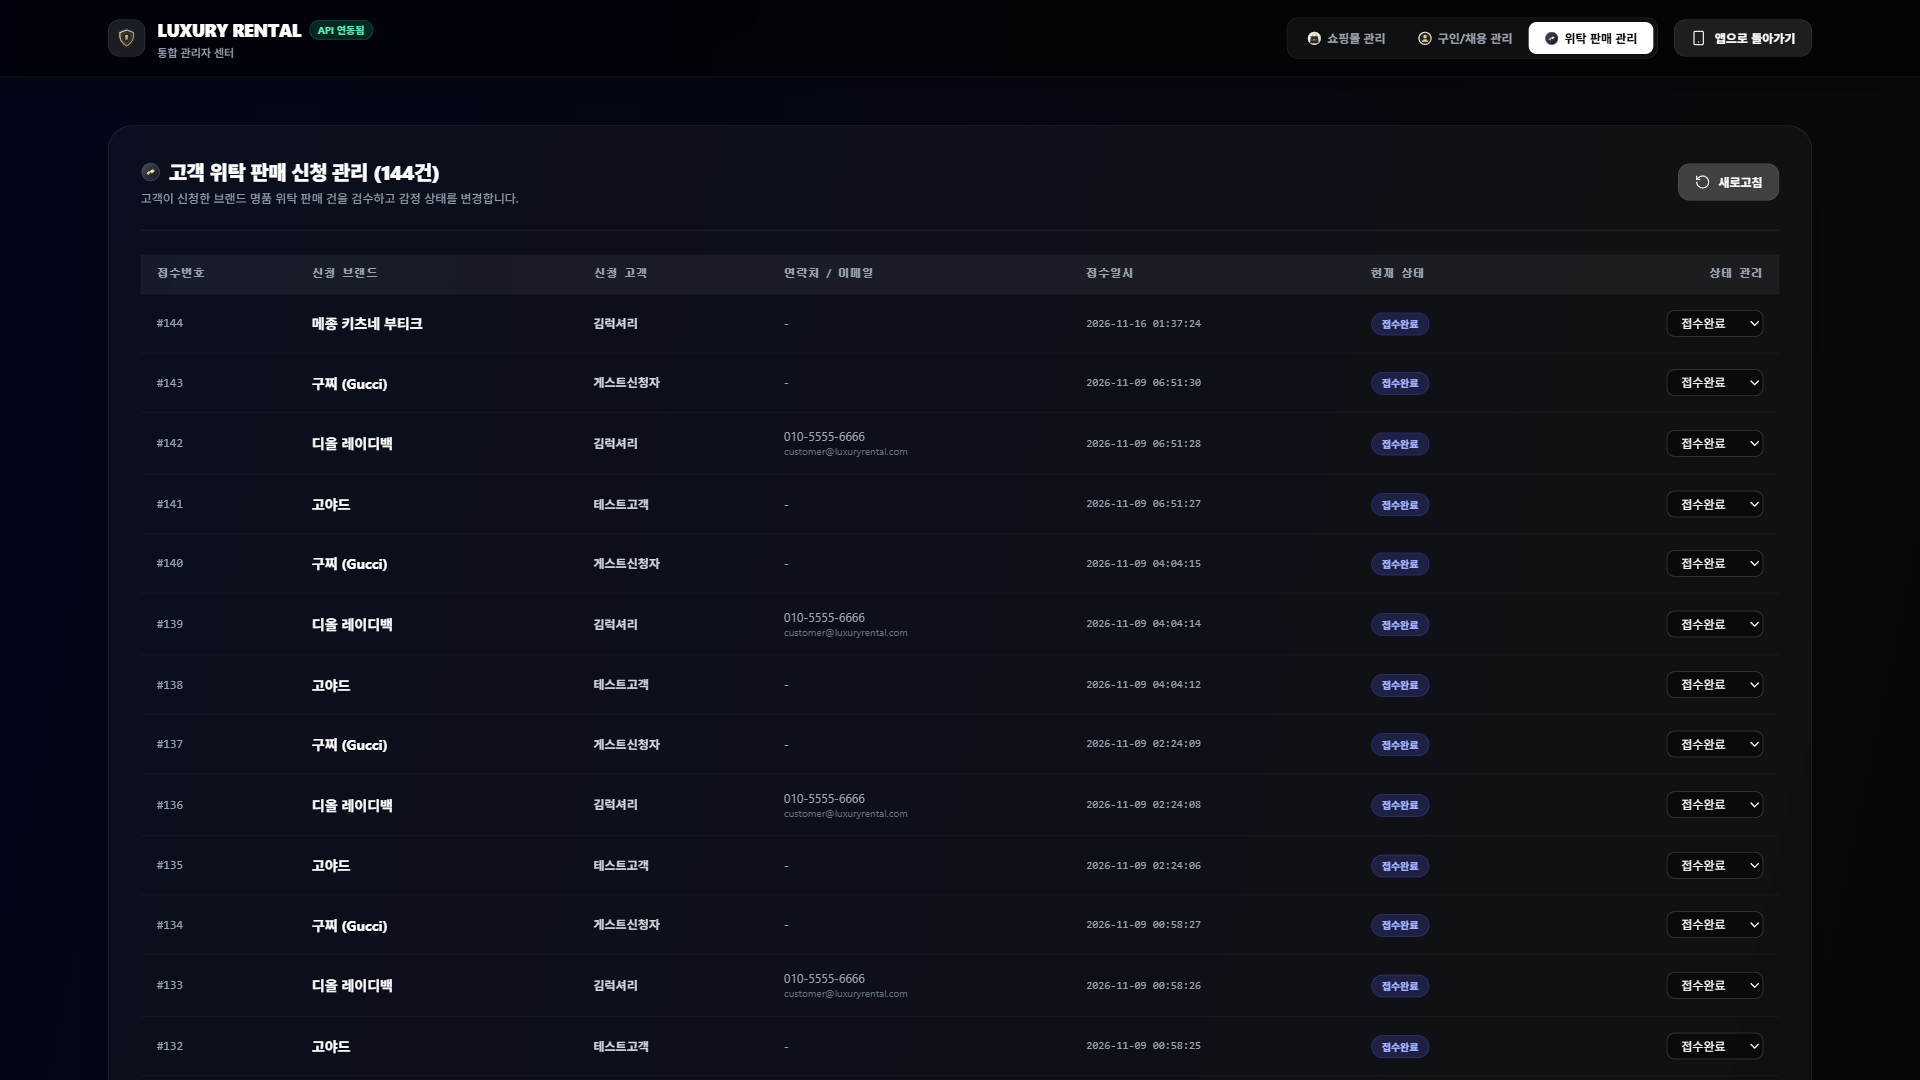 LUXURY RENTAL API 연동됨
통합 관리자 센터
쇼핑몰 관리 구인/채용 관리 위탁 판매 관리 앱으로 돌아가기
고객 위탁 판매 신청 관리 (144건)
고객이 신청한 브랜드 명품 위탁 판매 건을 검수하고 감정 상태를 변경합니다.
새로고침
접수번호 신청 브랜드 신청 고객 연락처 / 이메일 접수일시 현재 상태 상태 관리
#144 메종 키츠네 부티크 김럭셔리 - 2026-11-16 01:37:24 접수완료 접수완료
#143 구찌 (Gucci) 게스트신청자 - 2026-11-09 06:51:30 접수완료 접수완료
#142 디올 레이디백 김럭셔리 010-5555-6666 2026-11-09 06:51:28 접수완료 접수완료
customer@luxuryrental.com
#141 고야드 테스트고객 - 2026-11-09 06:51:27 접수완료 접수완료
#140 구찌 (Gucci) 게스트신청자 - 2026-11-09 04:04:15 접수완료 접수완료
#139 디올 레이디백 김럭셔리 010-5555-6666 2026-11-09 04:04:14 접수완료 접수완료
customer@luxuryrental.com
#138 고야드 테스트고객 - 2026-11-09 04:04:12 접수완료 접수완료
#137 구찌 (Gucci) 게스트신청자 - 2026-11-09 02:24:09 접수완료 접수완료
#136 디올 레이디백 김럭셔리 010-5555-6666 2026-11-09 02:24:08 접수완료 접수완료
customer@luxuryrental.com
#135 고야드 테스트고객 - 2026-11-09 02:24:06 접수완료 접수완료
#134 구찌 (Gucci) 게스트신청자 - 2026-11-09 00:58:27 접수완료 접수완료
#133 디올 레이디백 김럭셔리 010-5555-6666 2026-11-09 00:58:26 접수완료 접수완료
customer@luxuryrental.com
#132 고야드 테스트고객 - 2026-11-09 00:58:25 접수완료 접수완료